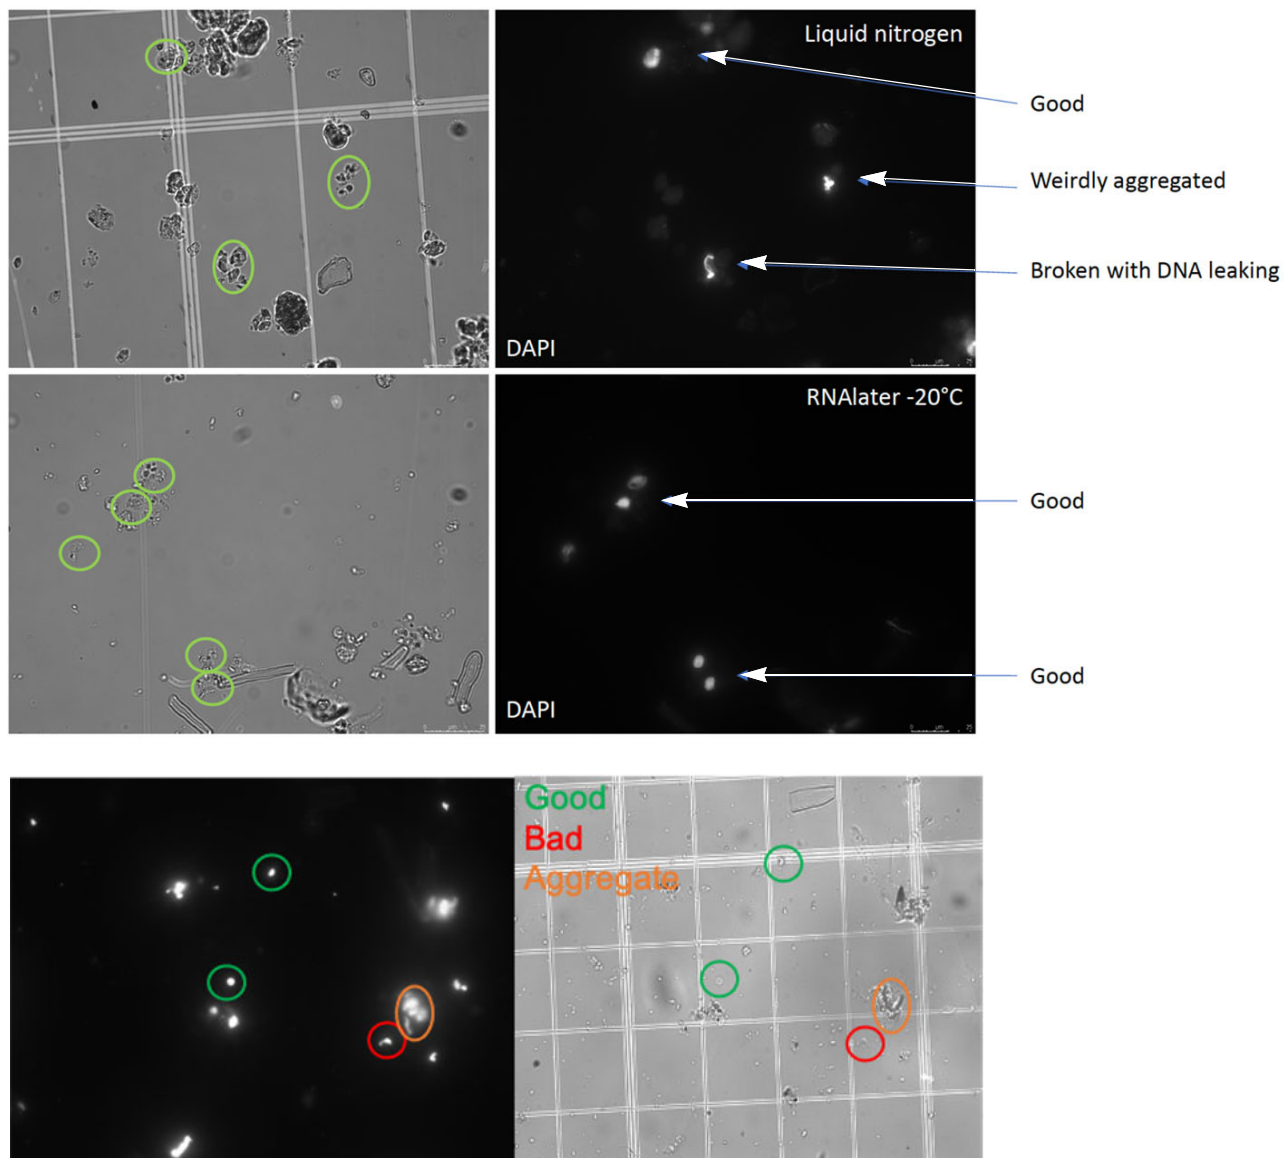 Liquid nitrogen
Good
Weirdly aggregated
Broken with DNA leaking
DAPI
RNAlater -20°C
Good
Good
DAPI
Good
Bad
Aggregate